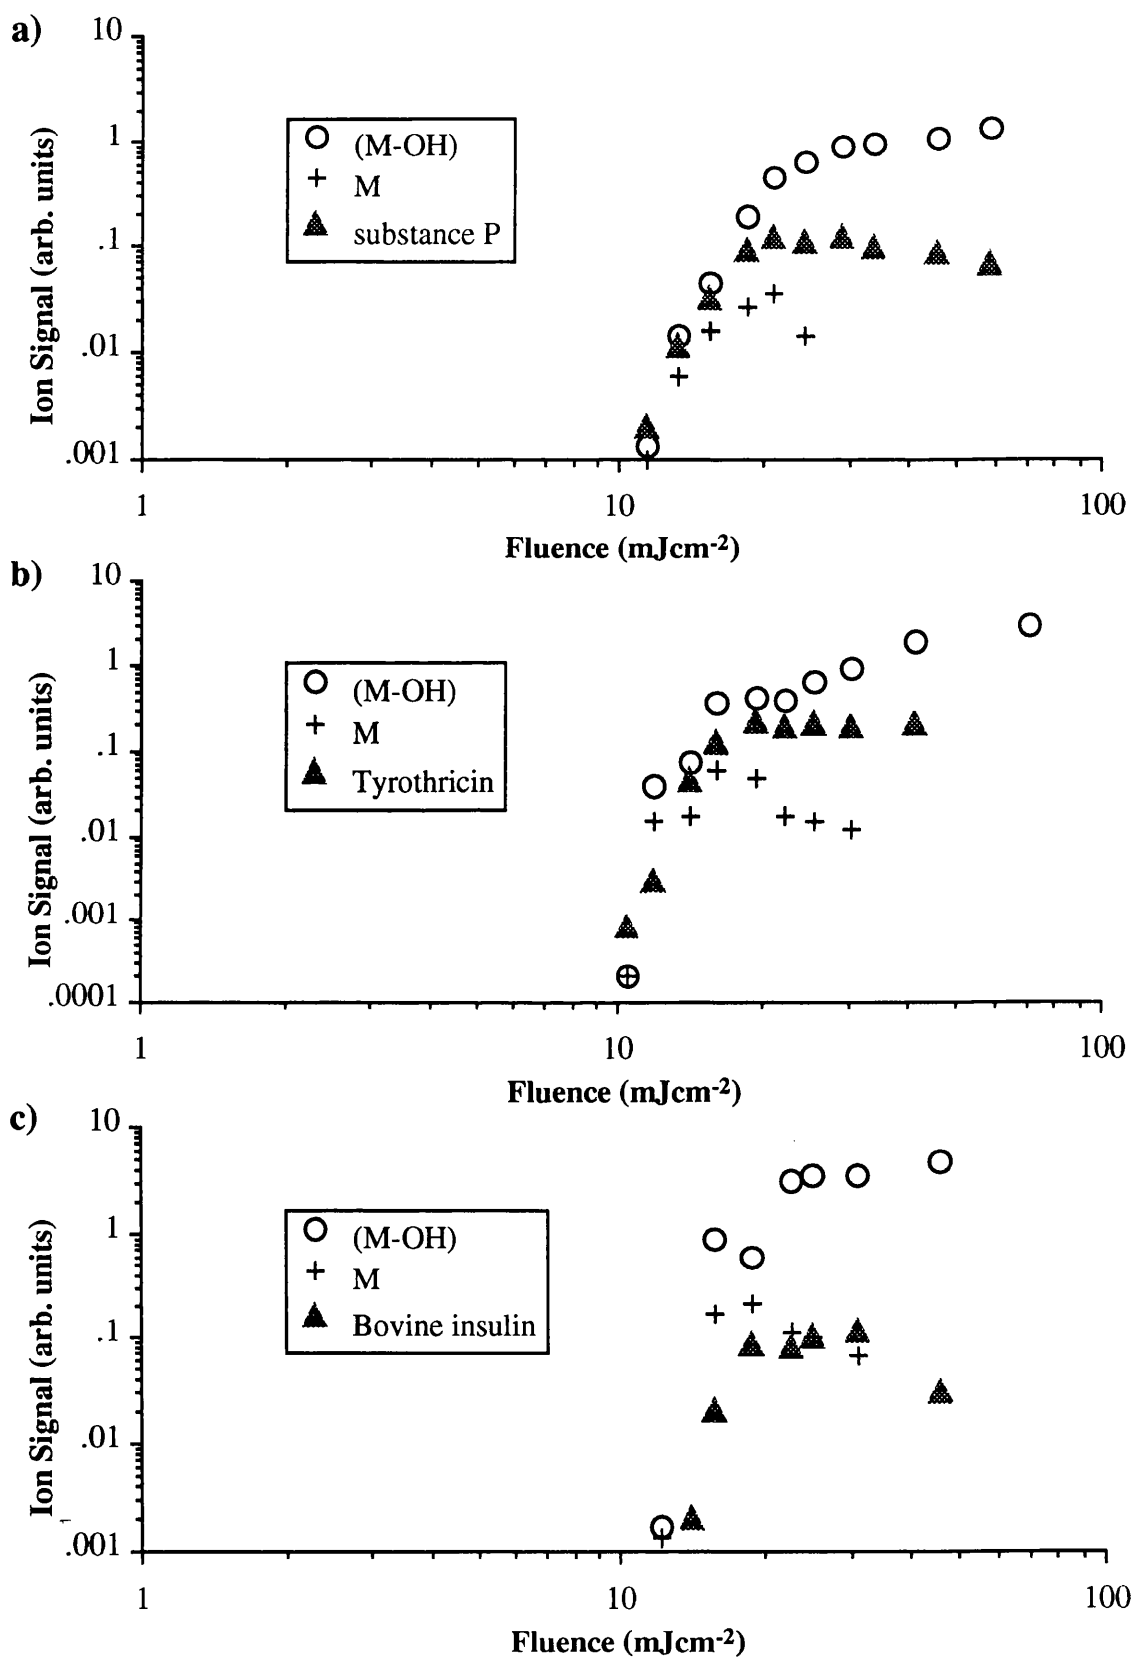 a)
10
1
.1
.01
.001
Ion Signal (arb. units)
(M-OH)
M
substance P
1
10
100
Fluence (mJcm-2)
b)
10
1
.1
.01
.001
.0001
Ion Signal (arb. units)
(M-OH)
M
Tyrothricin
1
10
100
Fluence (mJcm-2)
c)
10
1
.1
.01
.001
Ion Signal (arb. units)
(M-OH)
M
Bovine insulin
1
10
100
Fluence (mJcm-2)